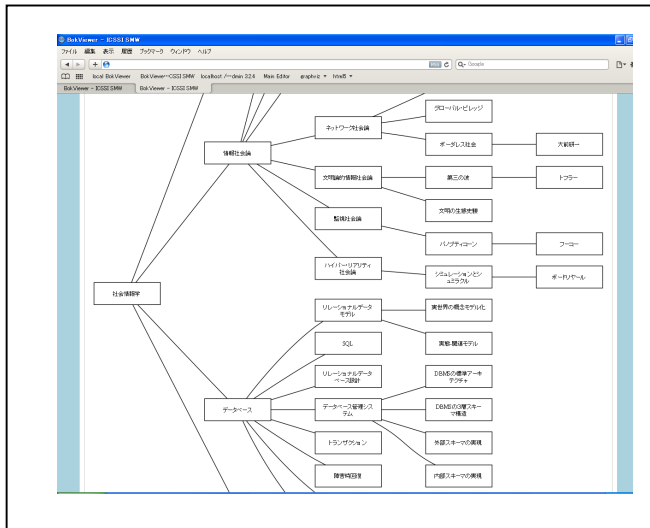 BokViewer - ICSSI SMW
ファイル 編集 表示 履歴 ブックマーク ウィンドウ ヘルプ
Google
local BokViewer BokViewer--CSSI SMW Main Editor graphviz html5
BokViewer - ICSSI SMW BokViewer - ICSSI SMW
グローバル・ビレッジ
ネットワーク社会論
ボーダレス社会
大前研一
情報社会論
文明論的情報社会論
第三の波
トフラー
文明の生態史観
監視社会論
パノプティコーン
フーコー
ハイパー・リアリティ
社会論
シミュレーションとシ
ュミラクル
ボードリヤール
社会情報学
リレーショナルデータ
モデル
実世界の概念モデル化
SQL
実態-関連モデル
リレーショナルデータ
ベース設計
DBMSの標準アーキ
テクチャ
データベース
データベース管理シス
テム
DBMSの3層スキー
マ構造
トランザクション
外部スキーマの実現
障害時回復
内部スキーマの実現